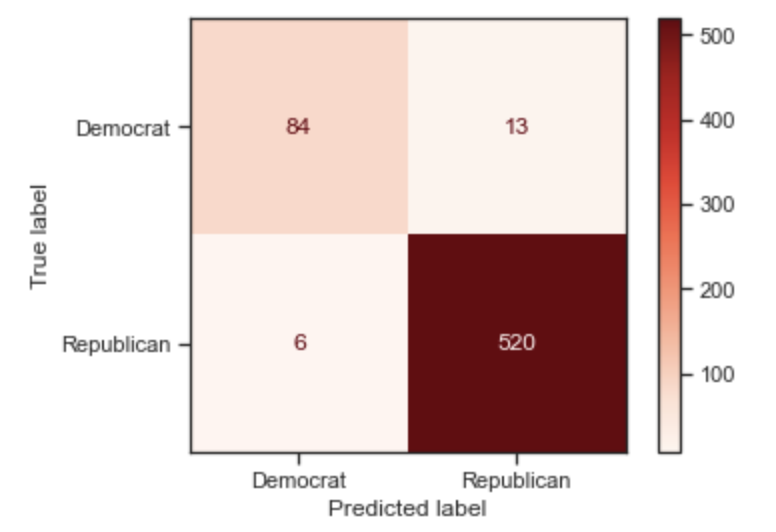 True label
Democrat
84
13
Republican
6
520
Democrat
Republican
Predicted label
500
400
300
200
100